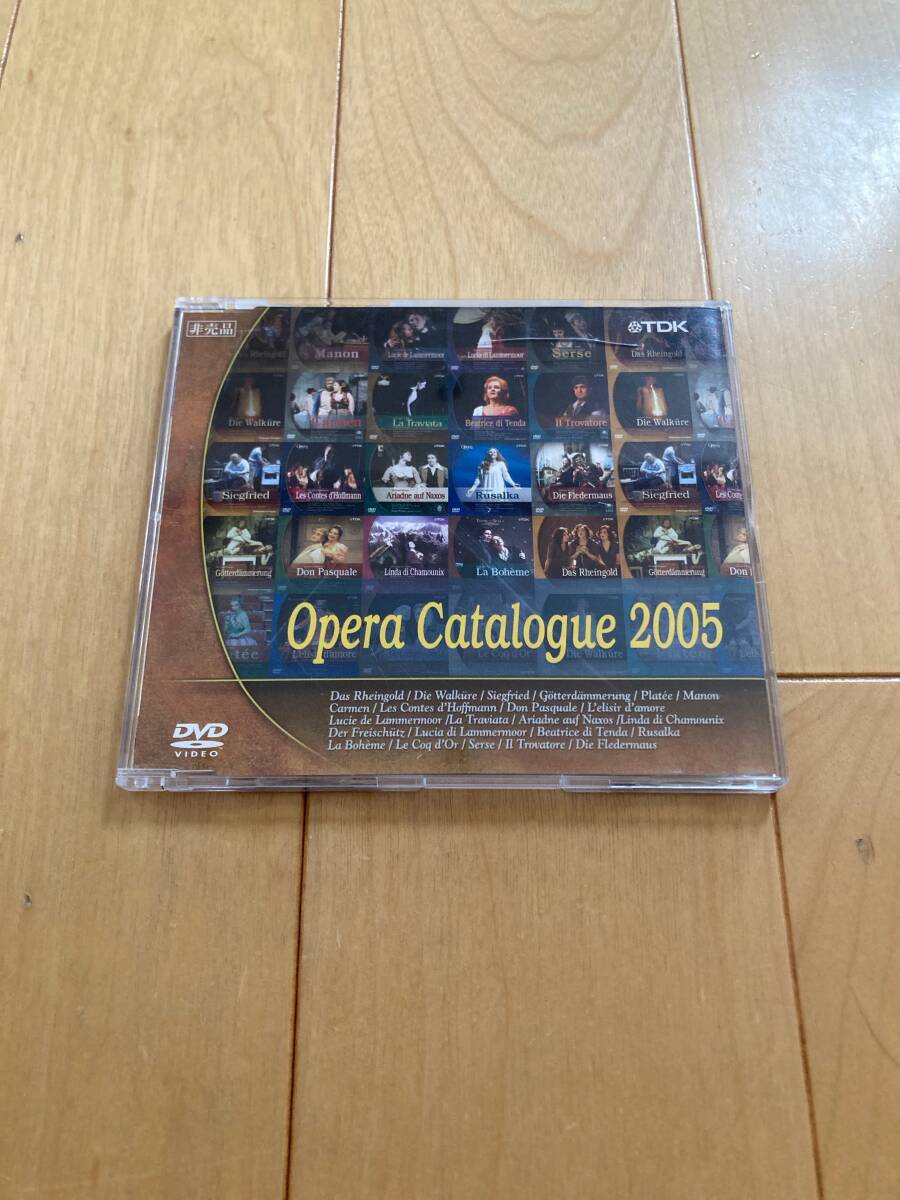 非売品
TDK
Manon
Lucie de Lammermoor
Lucia di Lammermoor
Serse
Das Rheingold
Die Walküre
Carmen
La Traviata
Beatrice di Tenda
Il Trovatore
Die Walküre
Siegfried
Les Contes d'Hoffmann
Ariadne auf Naxos
Rusalka
Die Fledermaus
Siegfried
Les Con
Götterdämmerung
Don Pasquale
Linda di Chamounix
La Bohème
Das Rheingold
Götterdämmerung
Don
Opera Catalogue 2005
Das Rheingold / Die Walküre / Siegfried / Götterdämmerung / Platée / Manon
Carmen / Les Contes d'Hoffmann / Don Pasquale / L'elisir d'amore
Lucie de Lammermoor /La Traviata / Ariadne auf Naxos /Linda di Chamounix
Der Freischütz / Lucia di Lammermoor / Beatrice di Tenda / Rusalka
La Bohème / Le Coq d'Or / Serse / Il Trovatore / Die Fledermaus
DVD
VIDEO